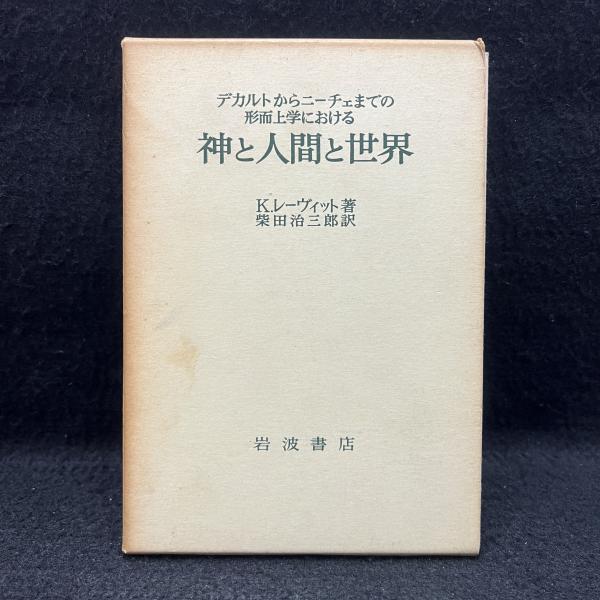 デカルトからニーチェまでの
形而上学における
神と人間と世界
K.レーヴィット著
柴田治三郎訳
岩波書店